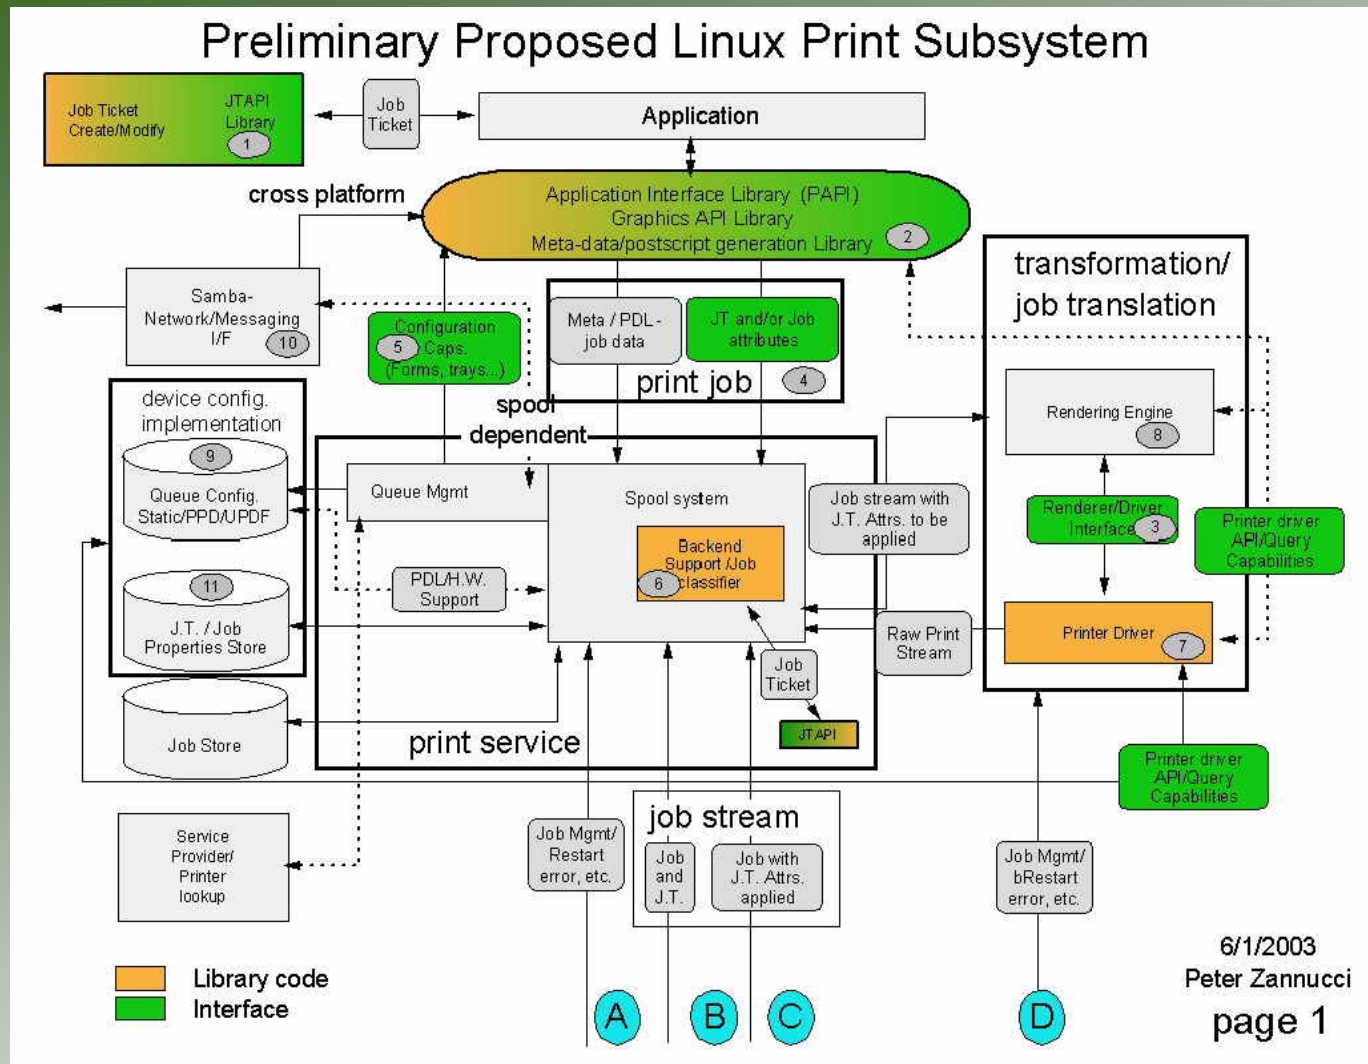 Preliminary Proposed Linux Print Subsystem
Job Ticket
Create/Modify
JTAPI
Library
1
Job
Ticket
Application
cross platform
Application Interface Library (PAPI)
Graphics API Library
Meta-data/postscript generation Library
2
transformation/
job translation
Samba-
Network/Messaging
I/F
10
Configuration
Caps.
(Forms, trays...)
5
Meta / PDL -
job data
JT and/or Job
attributes
print job
4
spool
dependent
device config.
implementation
9
Queue Config.
Static/PPD/UPDF
11
J.T. / Job
Properties Store
Job Store
Queue Mgmt
Spool system
Backend
Support /Job
classifier
6
PDL/H.W.
Support
Job
Ticket
JTAPI
print service
Job stream with
J.T. Attrs. to be
applied
Raw Print
Stream
Rendering Engine
8
Renderer/Driver
Interface
3
Printer Driver
7
Printer driver
API/Query
Capabilities
Printer driver
API/Query
Capabilities
Service
Provider/
Printer
lookup
Job Mgmt/
Restart
error, etc.
job stream
Job
and
J.T.
Job with
J.T. Attrs.
applied
Job Mgmt/
bRestart
error, etc.
Library code
Interface
A
B
C
D
6/1/2003
Peter Zannucci
page 1